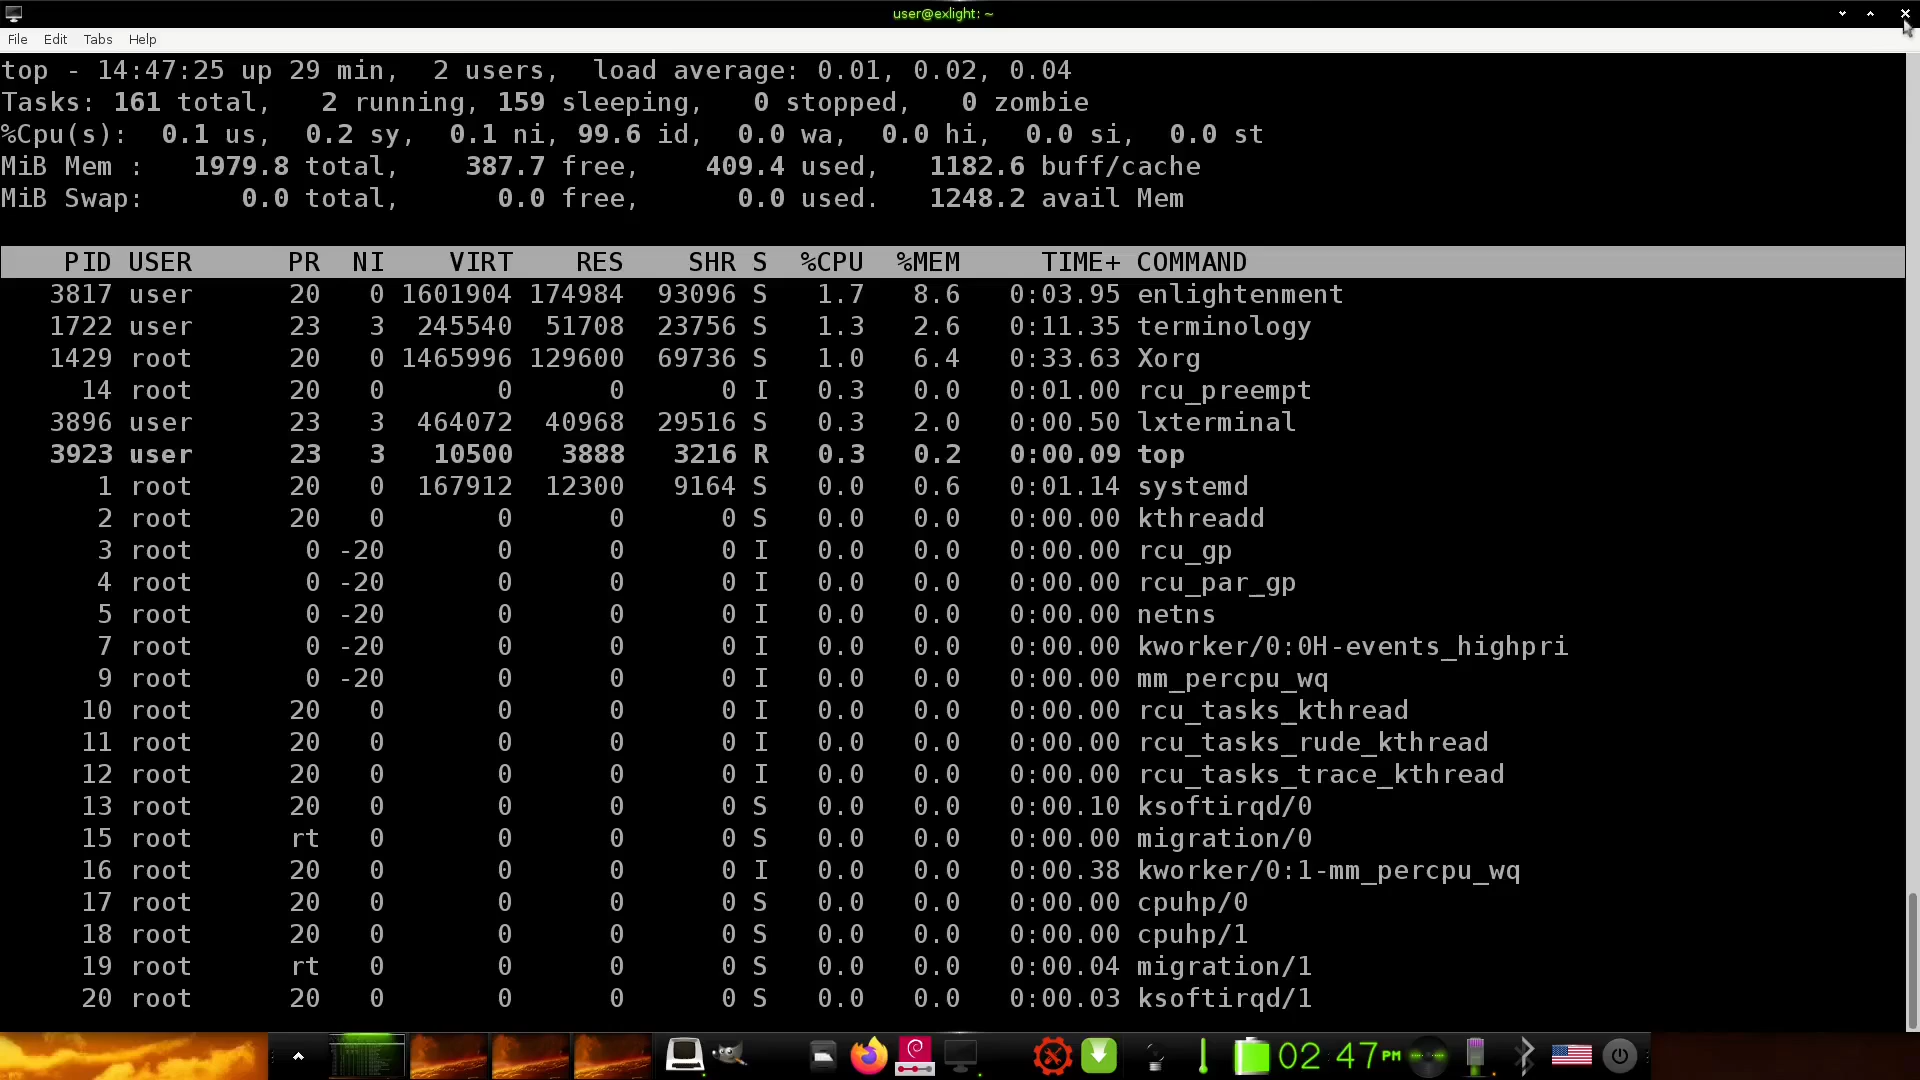 user@exlight: ~
File Edit Tabs Help
top - 14:47:25 up 29 min,  2 users,  load average: 0.01, 0.02, 0.04
Tasks: 161 total,   2 running, 159 sleeping,   0 stopped,   0 zombie
%Cpu(s):  0.1 us,  0.2 sy,  0.1 ni, 99.6 id,  0.0 wa,  0.0 hi,  0.0 si,  0.0 st
MiB Mem :   1979.8 total,    387.7 free,    409.4 used,   1182.6 buff/cache
MiB Swap:      0.0 total,      0.0 free,      0.0 used.   1248.2 avail Mem
PID USER      PR  NI    VIRT    RES    SHR S  %CPU  %MEM     TIME+ COMMAND
3817 user      20   0 1601904 174984  93096 S   1.7   8.6   0:03.95 enlightenment
1722 user      23   3  245540  51708  23756 S   1.3   2.6   0:11.35 terminology
1429 root      20   0 1465996 129600  69736 S   1.0   6.4   0:33.63 Xorg
14 root      20   0       0      0      0 I   0.3   0.0   0:01.00 rcu_preempt
3896 user      23   3  464072  40968  29516 S   0.3   2.0   0:00.50 lxterminal
3923 user      23   3   10500   3888   3216 R   0.3   0.2   0:00.09 top
1 root      20   0  167912  12300   9164 S   0.0   0.6   0:01.14 systemd
2 root      20   0       0      0      0 S   0.0   0.0   0:00.00 kthreadd
3 root       0 -20       0      0      0 I   0.0   0.0   0:00.00 rcu_gp
4 root       0 -20       0      0      0 I   0.0   0.0   0:00.00 rcu_par_gp
5 root       0 -20       0      0      0 I   0.0   0.0   0:00.00 netns
7 root       0 -20       0      0      0 I   0.0   0.0   0:00.00 kworker/0:0H-events_highpri
9 root       0 -20       0      0      0 I   0.0   0.0   0:00.00 mm_percpu_wq
10 root      20   0       0      0      0 I   0.0   0.0   0:00.00 rcu_tasks_kthread
11 root      20   0       0      0      0 I   0.0   0.0   0:00.00 rcu_tasks_rude_kthread
12 root      20   0       0      0      0 I   0.0   0.0   0:00.00 rcu_tasks_trace_kthread
13 root      20   0       0      0      0 S   0.0   0.0   0:00.10 ksoftirqd/0
15 root      rt   0       0      0      0 S   0.0   0.0   0:00.00 migration/0
16 root      20   0       0      0      0 I   0.0   0.0   0:00.38 kworker/0:1-mm_percpu_wq
17 root      20   0       0      0      0 S   0.0   0.0   0:00.00 cpuhp/0
18 root      20   0       0      0      0 S   0.0   0.0   0:00.00 cpuhp/1
19 root      rt   0       0      0      0 S   0.0   0.0   0:00.04 migration/1
20 root      20   0       0      0      0 S   0.0   0.0   0:00.03 ksoftirqd/1
02 47PM